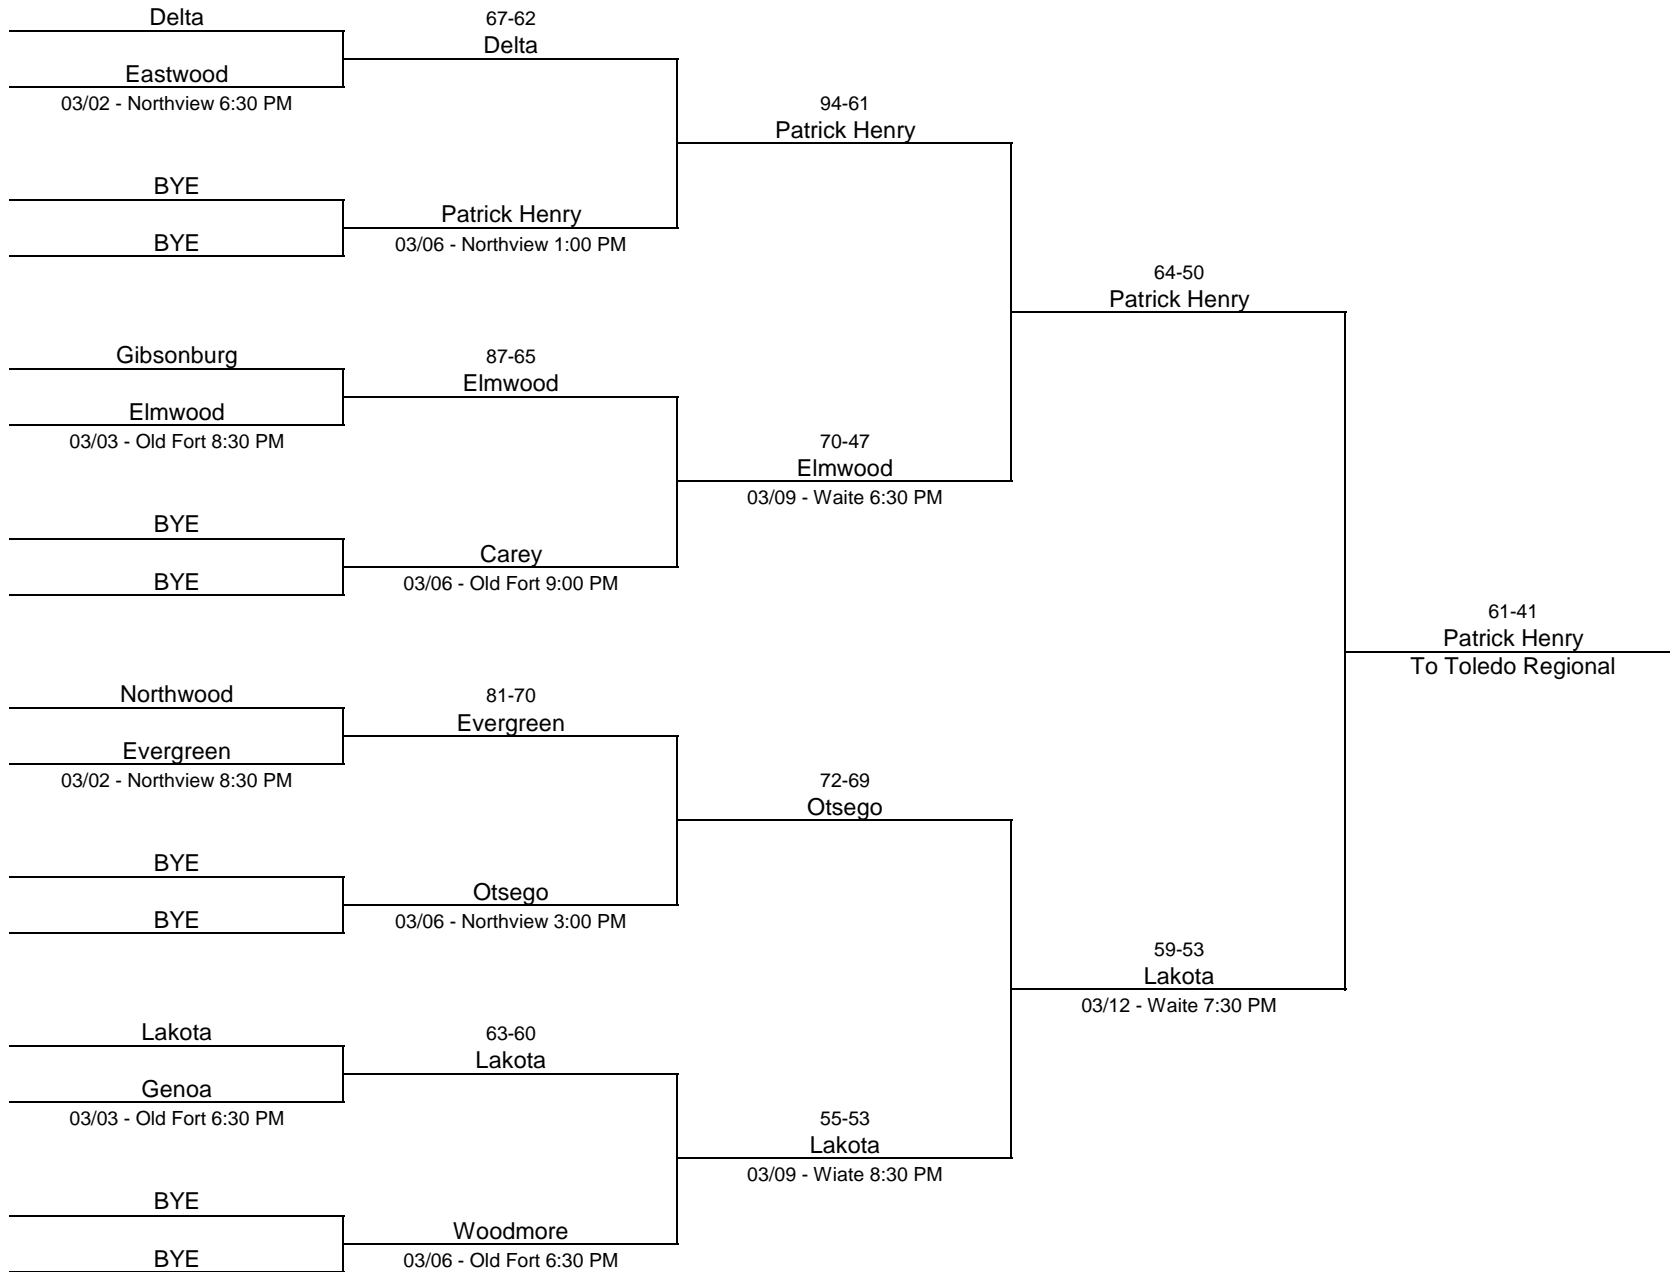 Delta
Eastwood
03/02 - Northview 6:30 PM
BYE
BYE
Gibsonburg
Elmwood
03/03 - Old Fort 8:30 PM
BYE
BYE
Northwood
Evergreen
03/02 - Northview 8:30 PM
BYE
BYE
Lakota
Genoa
03/03 - Old Fort 6:30 PM
BYE
BYE
67-62
Delta
Patrick Henry
03/06 - Northview 1:00 PM
87-65
Elmwood
Carey
03/06 - Old Fort 9:00 PM
81-70
Evergreen
Otsego
03/06 - Northview 3:00 PM
63-60
Lakota
Woodmore
03/06 - Old Fort 6:30 PM
94-61
Patrick Henry
70-47
Elmwood
03/09 - Waite 6:30 PM
72-69
Otsego
55-53
Lakota
03/09 - Wiate 8:30 PM
64-50
Patrick Henry
59-53
Lakota
03/12 - Waite 7:30 PM
61-41
Patrick Henry
To Toledo Regional